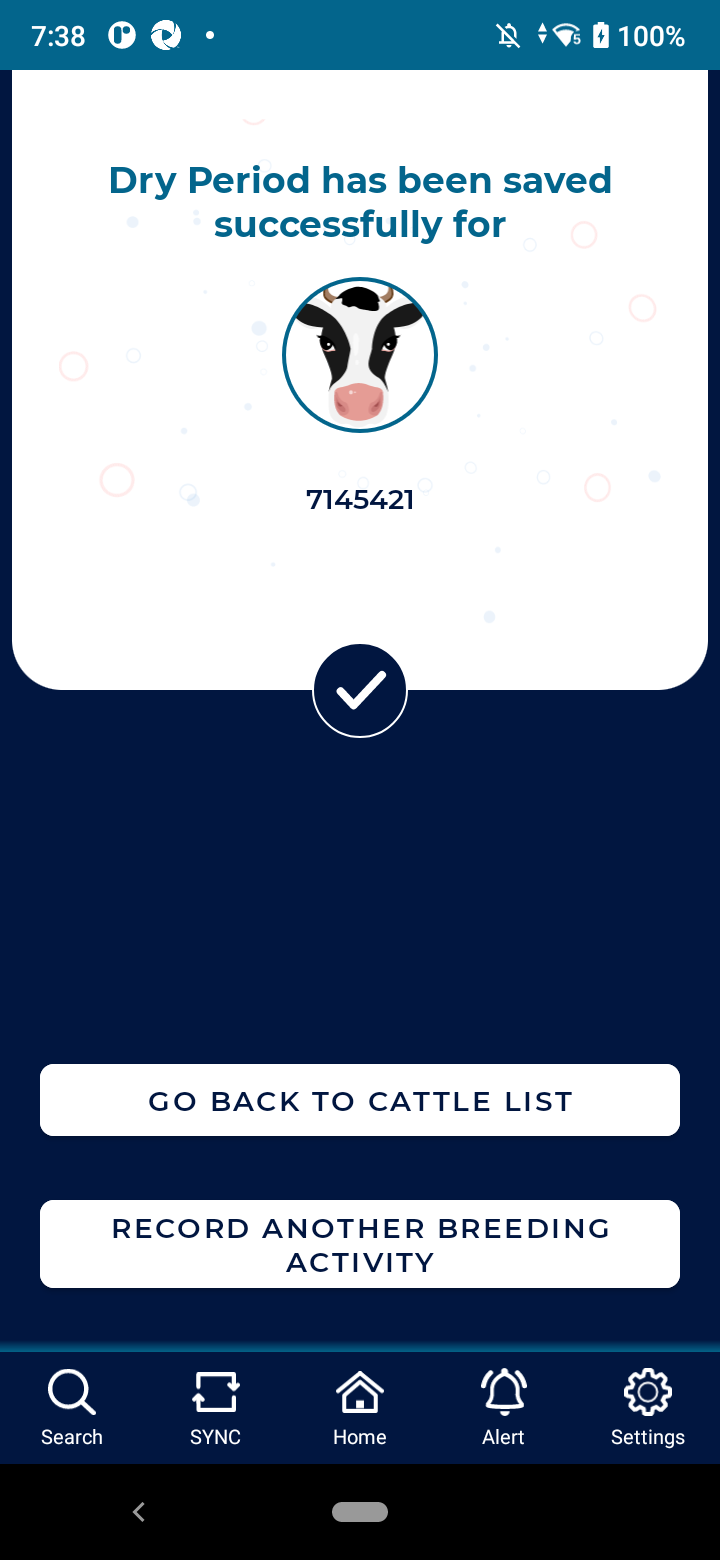 7:38
5
100%
Dry Period has been saved
successfully for
7145421
GO BACK TO CATTLE LIST
RECORD ANOTHER BREEDING
ACTIVITY
Search
SYNC
Home
Alert
Settings